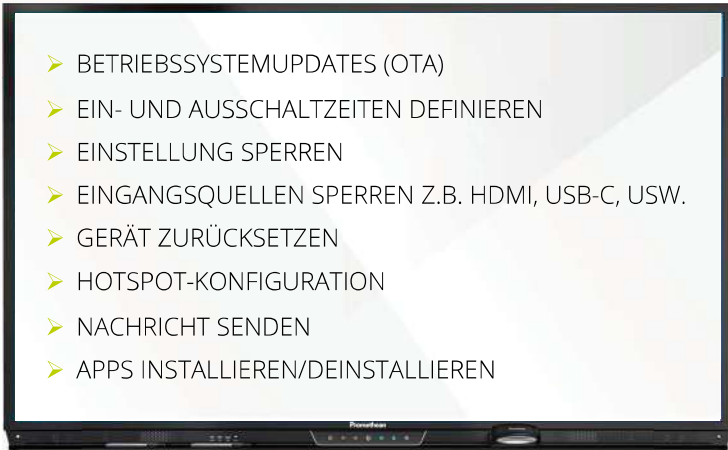 BETRIEBSSYSTEMUPDATES (OTA)
EIN- UND AUSSCHALTZEITEN DEFINIEREN
EINSTELLUNG SPERREN
EINGANGSQUELLEN SPERREN Z.B. HDMI, USB-C, USW.
GERÄT ZURÜCKSETZEN
HOTSPOT-KONFIGURATION
NACHRICHT SENDEN
APPS INSTALLIEREN/DEINSTALLIEREN
Promethean